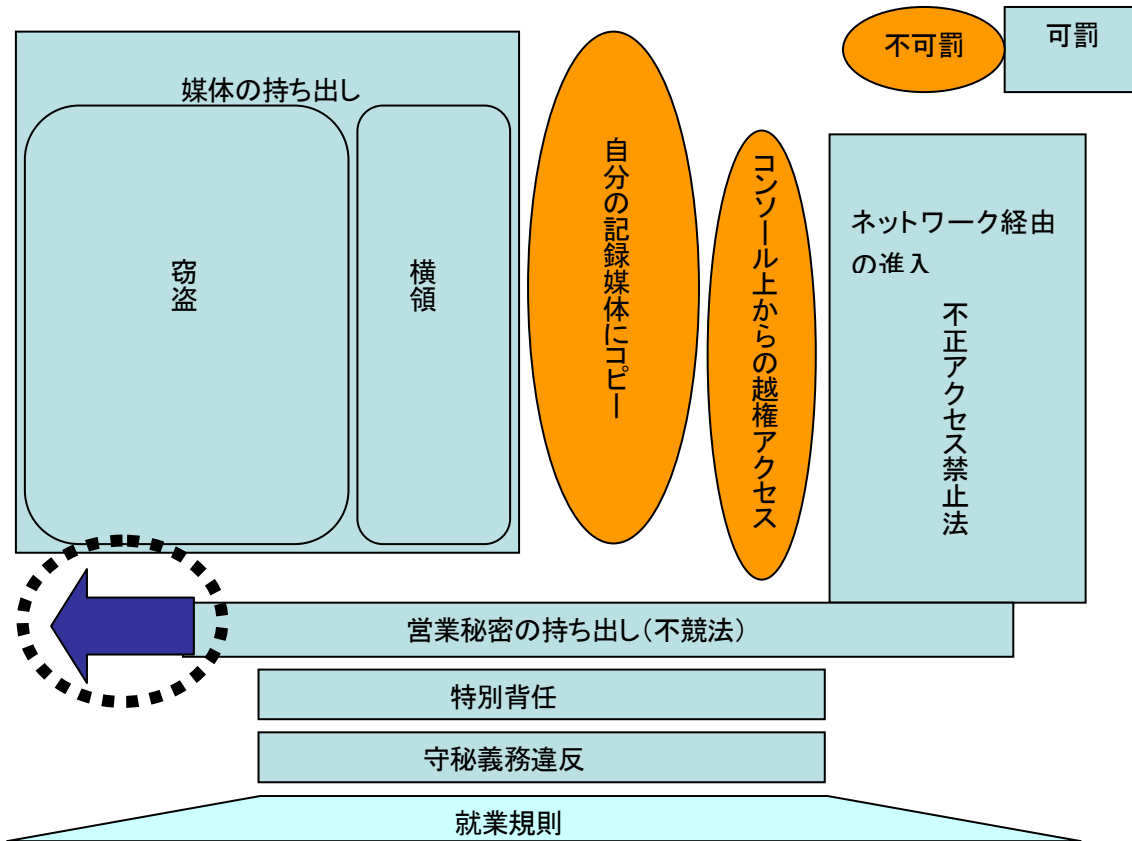 不可罰
可罰
媒体の持ち出し
窃盗
横領
自分の記録媒体にコピー
コンソール上からの越権アクセス
ネットワーク経由
の進入
不正アクセス禁止法
営業秘密の持ち出し(不競法)
特別背任
守秘義務違反
就業規則